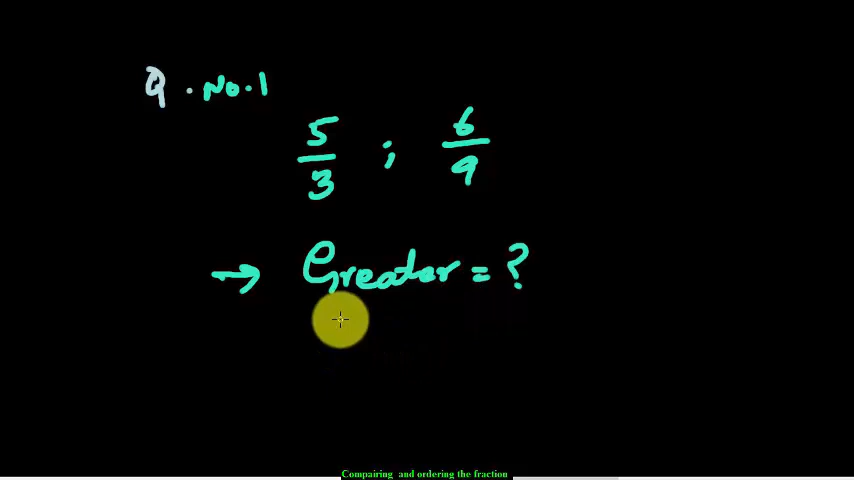 Q. No. 1
5/3 ; 6/9
→ Greater = ?
Compairing and ordering the fraction